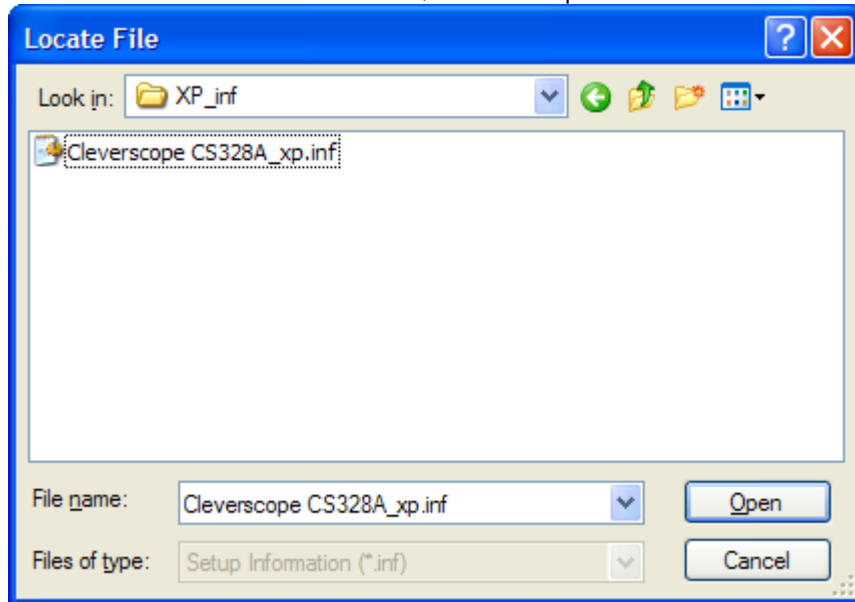 Locate File
Look in: XP_inf
Cleverscope CS328A_xp.inf
File name: Cleverscope CS328A_xp.inf Open
Files of type: Setup Information (*.inf) Cancel